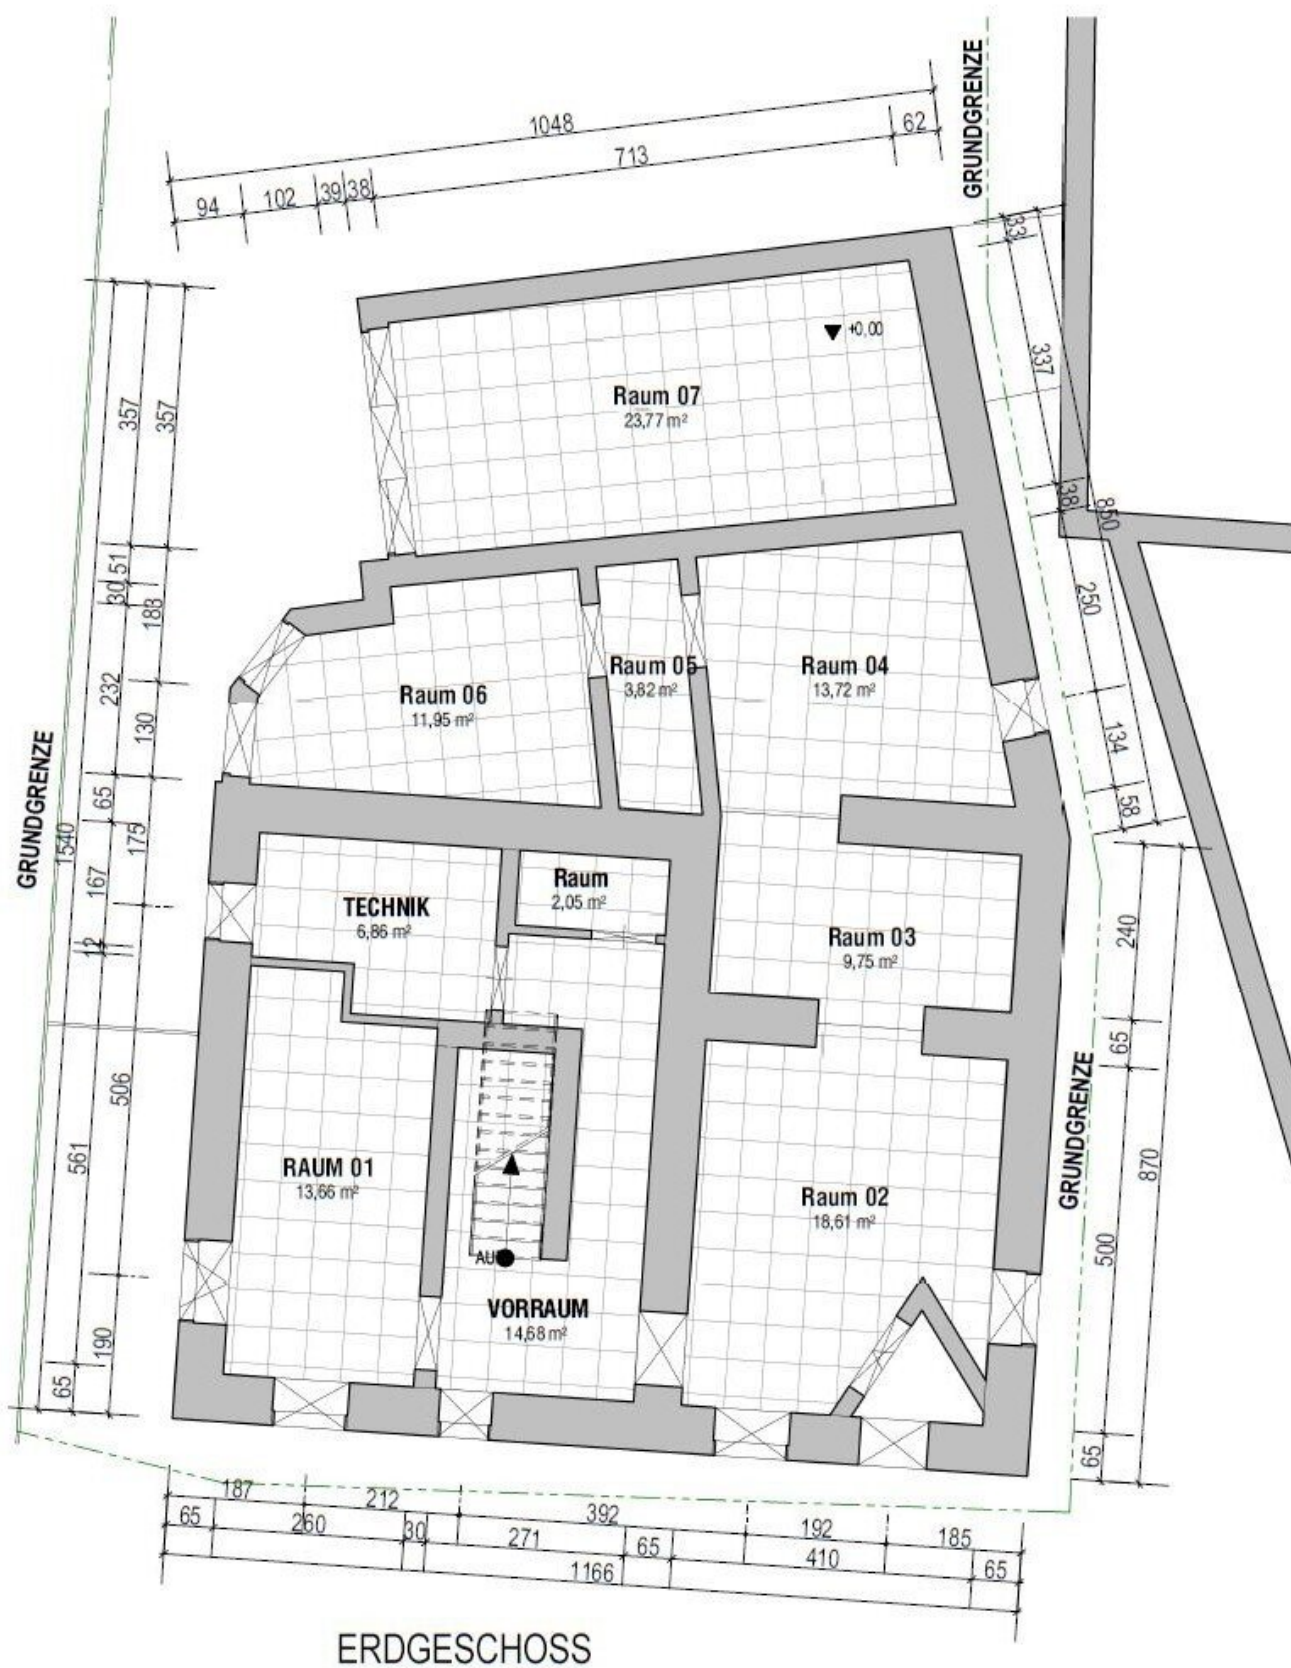 GRUNDGRENZE
1048
713
62
94
102
39
38
33
337
38
850
250
134
58
Raum 07
23,77 m²
+0,00
357
357
51
30
188
232
130
65
175
167
12
1540
506
561
190
65
GRUNDGRENZE
Raum 06
11,95 m²
Raum 05
3,82 m²
Raum 04
13,72 m²
TECHNIK
6,86 m²
Raum
2,05 m²
Raum 03
9,75 m²
240
65
500
870
65
GRUNDGRENZE
RAUM 01
13,66 m²
Raum 02
18,61 m²
AU
VORRAUM
14,68 m²
187
212
392
192
185
65
260
30
271
65
410
65
1166
ERDGESCHOSS